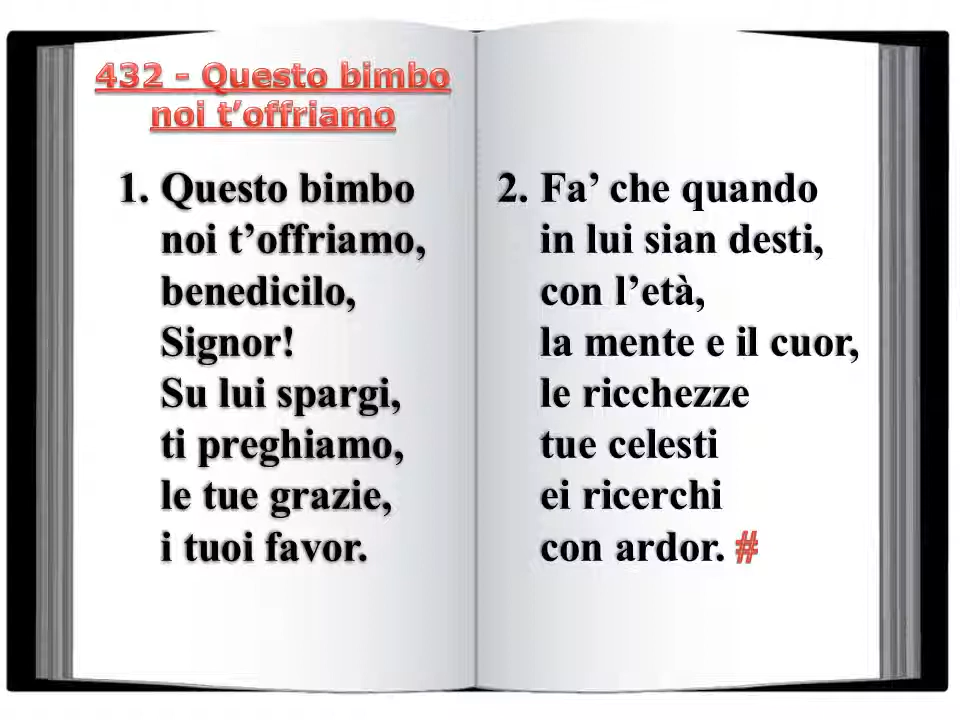 432 - Questo bimbo
noi t’offriamo
1. Questo bimbo
noi t’offriamo,
benedicilo,
Signor!
Su lui spargi,
ti preghiamo,
le tue grazie,
i tuoi favor.
2. Fa’ che quando
in lui sian desti,
con l’età,
la mente e il cuor,
le ricchezze
tue celesti
ei ricerchi
con ardor. #